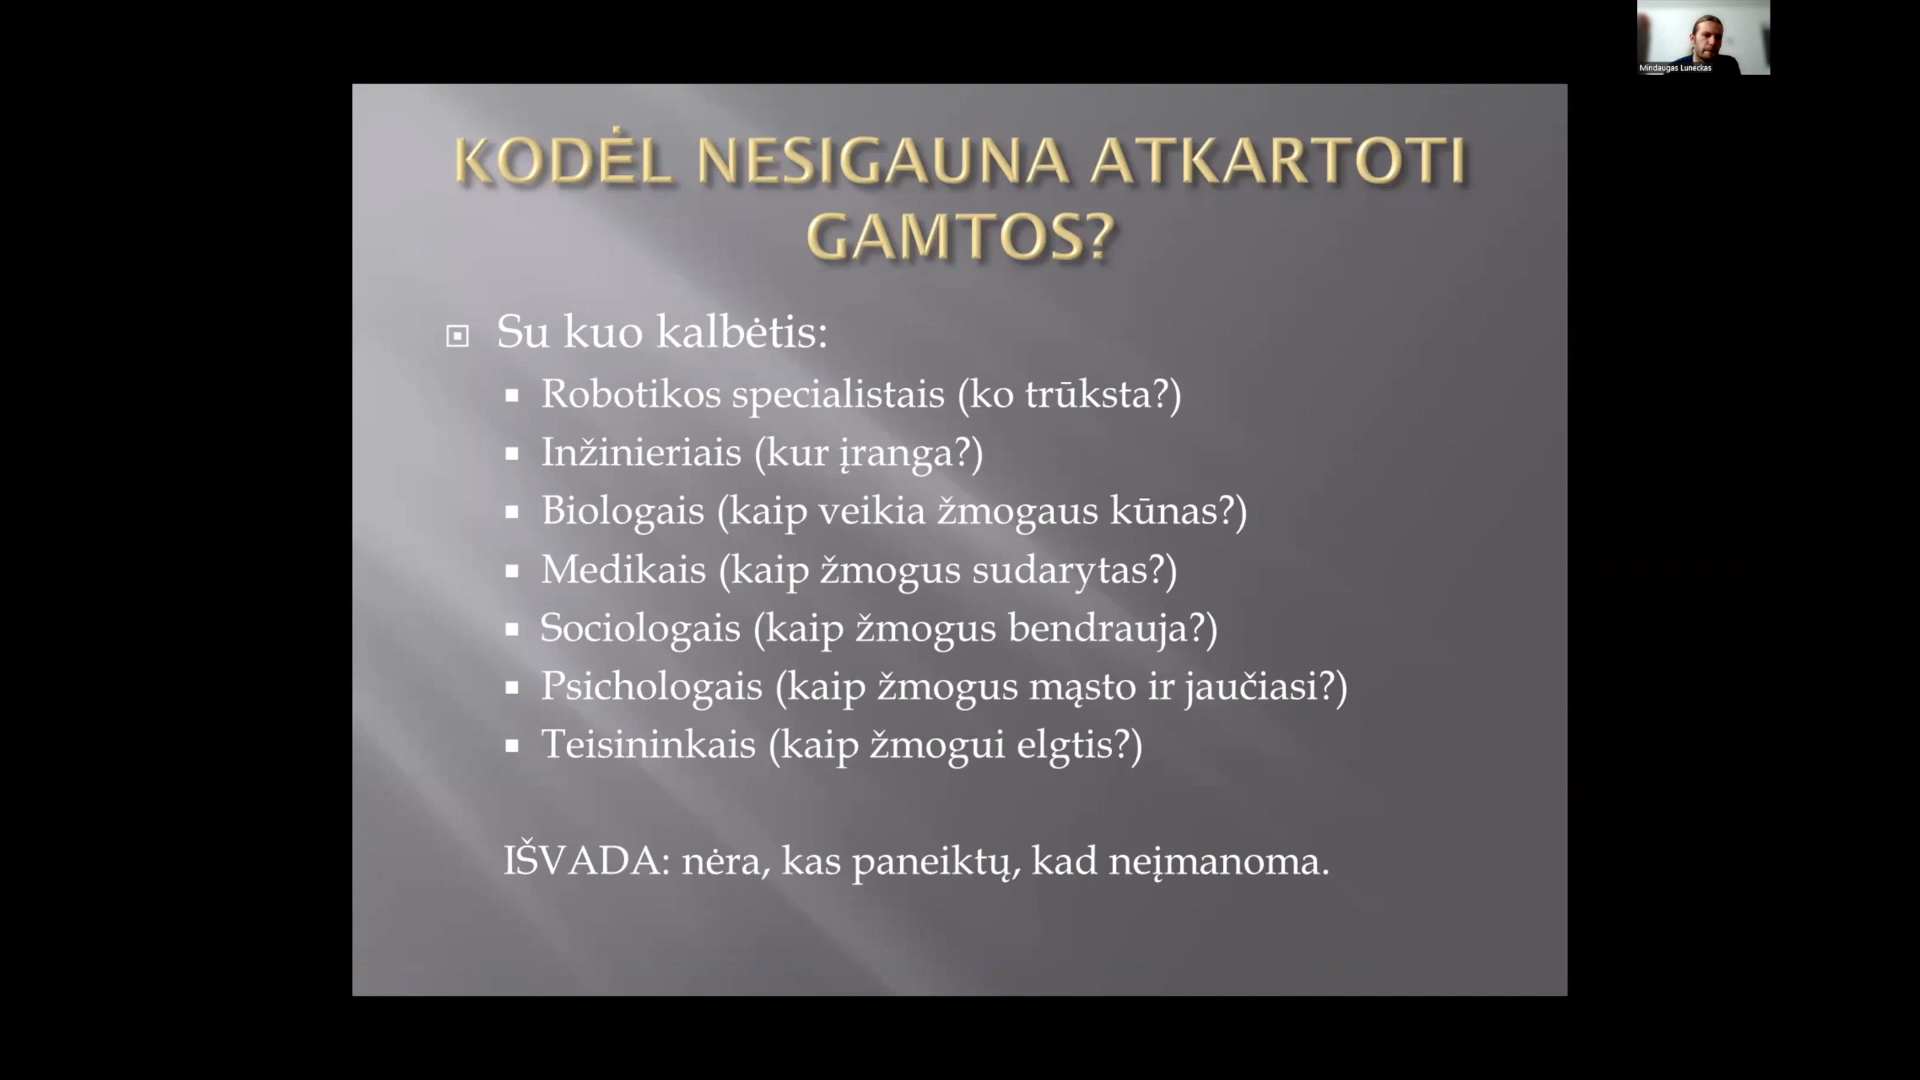 Mindaugas Luneckas
KODĖL NESIGAUNA ATKARTOTI
GAMTOS?
Su kuo kalbėtis:
Robotikos specialistais (ko trūksta?)
Inžinieriais (kur įranga?)
Biologais (kaip veikia žmogaus kūnas?)
Medikais (kaip žmogus sudarytas?)
Sociologais (kaip žmogus bendrauja?)
Psichologais (kaip žmogus mąsto ir jaučiasi?)
Teisininkais (kaip žmogui elgtis?)
IŠVADA: nėra, kas paneiktų, kad neįmanoma.